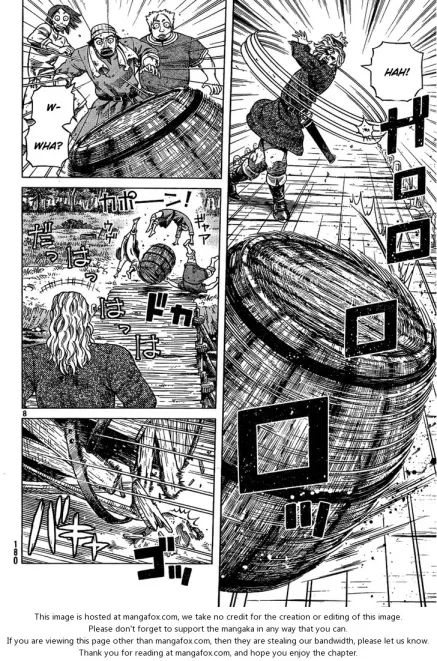 HAH!
ガロロロロッ
W-
WHA?
カポーン!
ギャア
ウゲ
ドカ
だっ
はっ
はっ
はっは
8
バキャ
ゴッ
180
This image is hosted at mangafox.com, we take no credit for the creation or editing of this image.
Please don't forget to support the mangaka in any way that you can.
If you are viewing this page other than mangafox.com, then they are stealing our bandwidth, please let us know.
Thank you for reading at mangafox.com, and hope you enjoy the chapter.